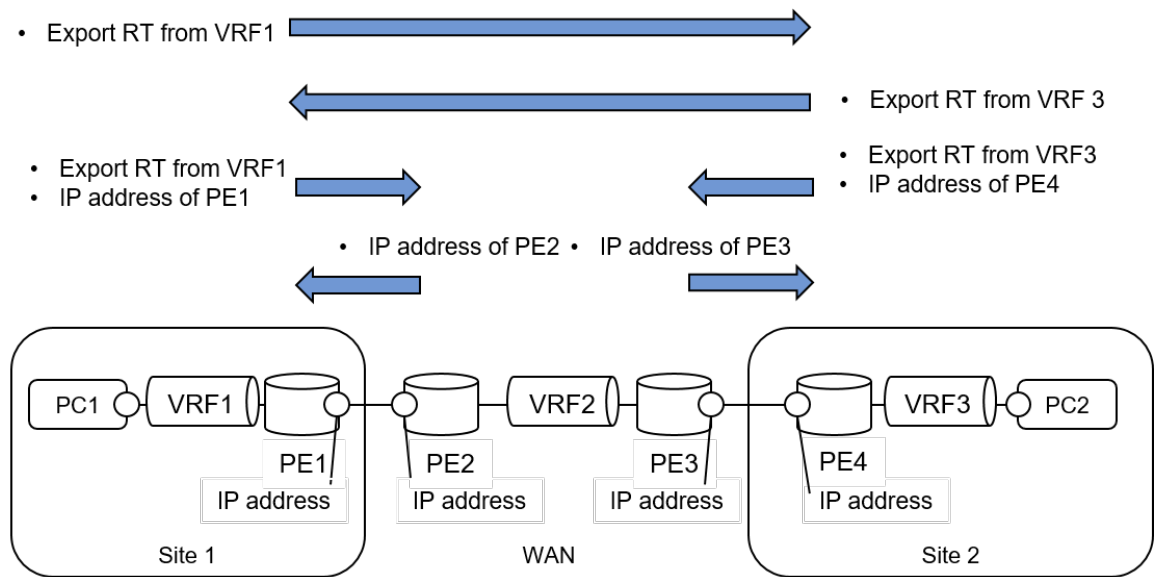 • Export RT from VRF1
• Export RT from VRF 3
• Export RT from VRF1
• IP address of PE1
• Export RT from VRF3
• IP address of PE4
• IP address of PE2
• IP address of PE3
PC1
VRF1
PE1
IP address
PE2
IP address
VRF2
PE3
IP address
PE4
IP address
VRF3
PC2
Site 1
WAN
Site 2